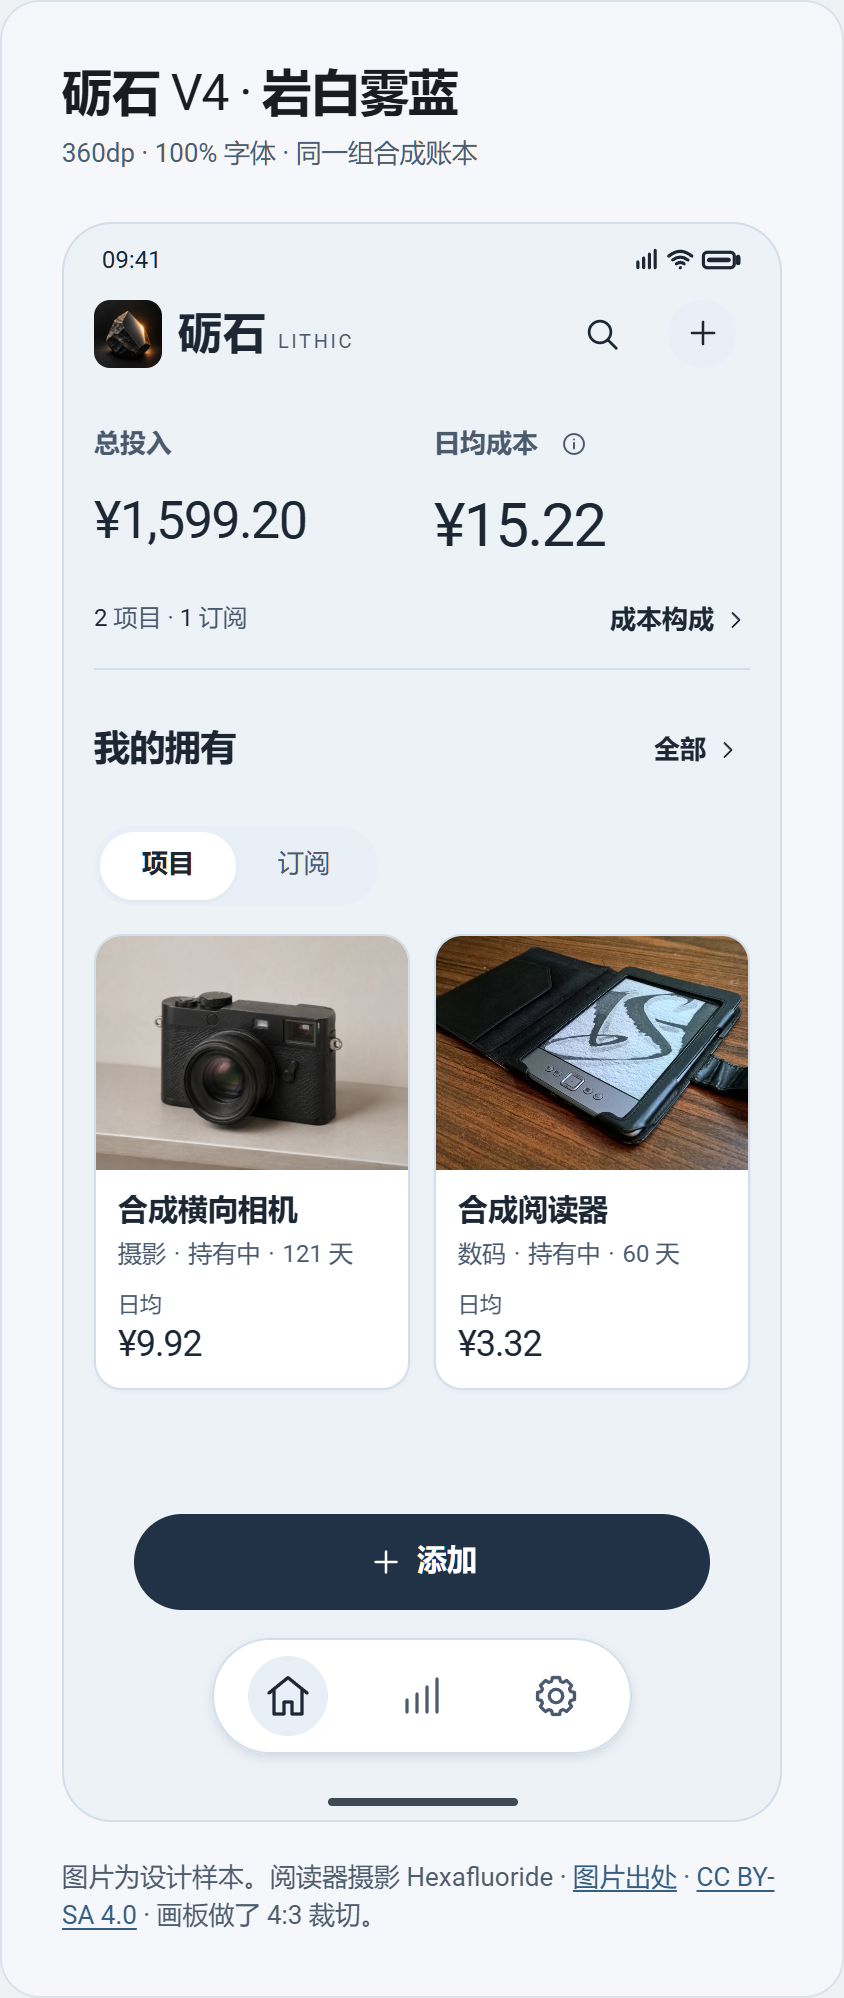 砺石 V4 · 岩白雾蓝
360dp · 100% 字体 · 同一组合成账本
09:41
砺石 LITHIC
总投入 日均成本
¥1,599.20 ¥15.22
2 项目 · 1 订阅 成本构成
我的拥有 全部
项目 订阅
合成横向相机
摄影 · 持有中 · 121 天
日均
¥9.92
合成阅读器
数码 · 持有中 · 60 天
日均
¥3.32
添加
图片为设计样本。阅读器摄影 Hexafluoride · 图片出处 · CC BY-
SA 4.0 · 画板做了 4:3 裁切。